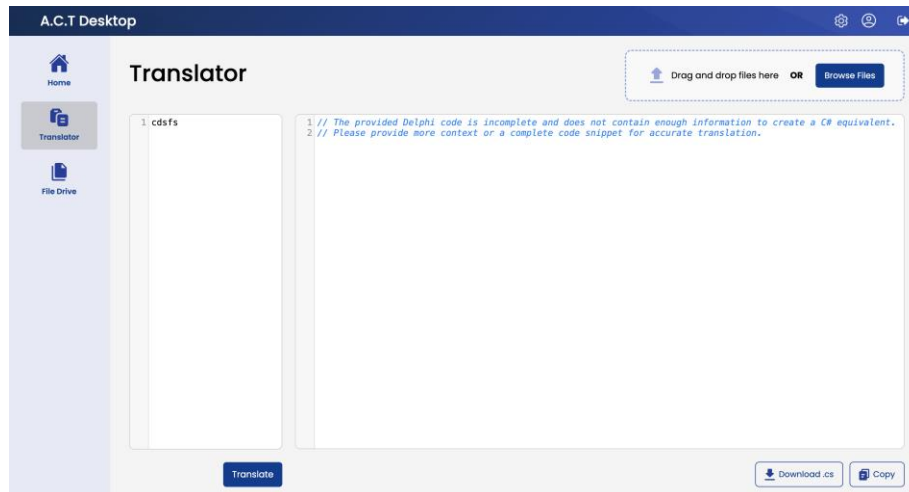 A.C.T Desktop
Home
Translator
File Drive
Translator
Drag and drop files here OR Browse Files
1 cdsfs
1 // The provided Delphi code is incomplete and does not contain enough information to create a C# equivalent.
2 // Please provide more context or a complete code snippet for accurate translation.
Translate
Download .cs
Copy